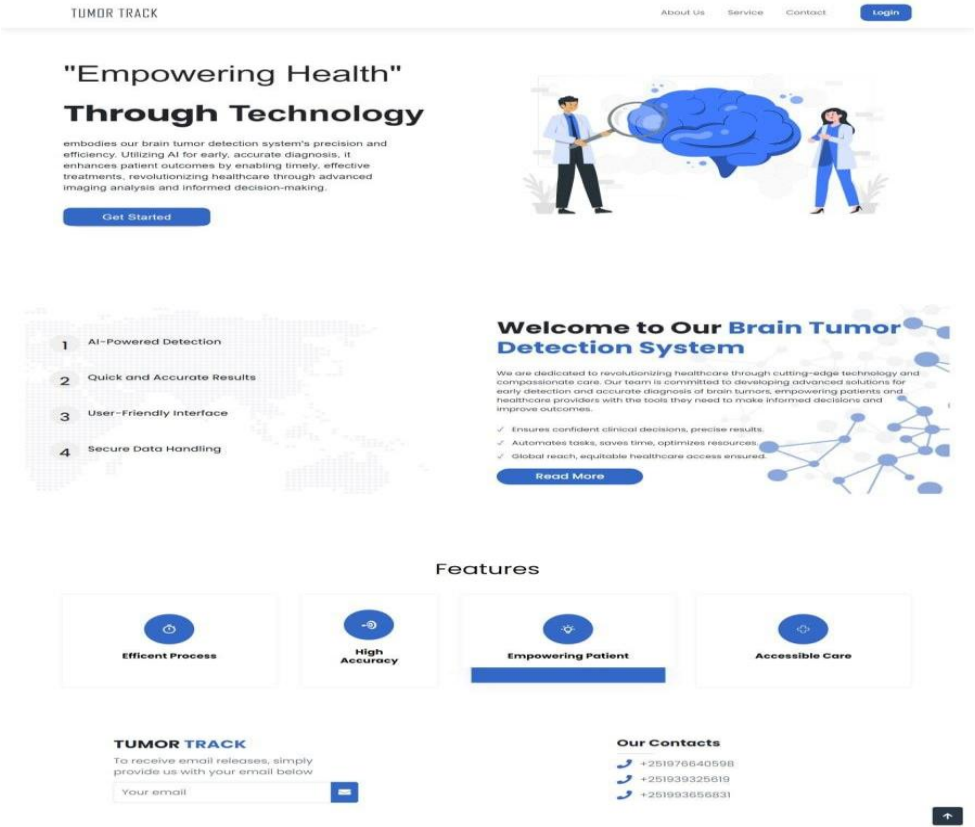 TUMOR TRACK
About Us Service Contact Login
"Empowering Health"
Through Technology
embodies our brain tumor detection system's precision and
efficiency. Utilizing AI for early, accurate diagnosis, it
enhances patient outcomes by enabling timely, effective
treatments, revolutionizing healthcare through advanced
imaging analysis and informed decision-making.
Get Started
1 AI-Powered Detection
2 Quick and Accurate Results
3 User-Friendly Interface
4 Secure Data Handling
Welcome to Our Brain Tumor
Detection System
We are dedicated to revolutionizing healthcare through cutting-edge technology and
compassionate care. Our team is committed to developing advanced solutions for
early detection and accurate diagnosis of brain tumors, empowering patients and
healthcare providers with the tools they need to make informed decisions and
improve outcomes.
✓ Ensures confident clinical decisions, precise results.
✓ Automates tasks, saves time, optimizes resources.
✓ Global reach, equitable healthcare access ensured.
Read More
Features
Efficent Process
High
Accuracy
Empowering Patient
Accessible Care
TUMOR TRACK
To receive email releases, simply
provide us with your email below
Your email
Our Contacts
+251976640598
+251939325619
+251993656831